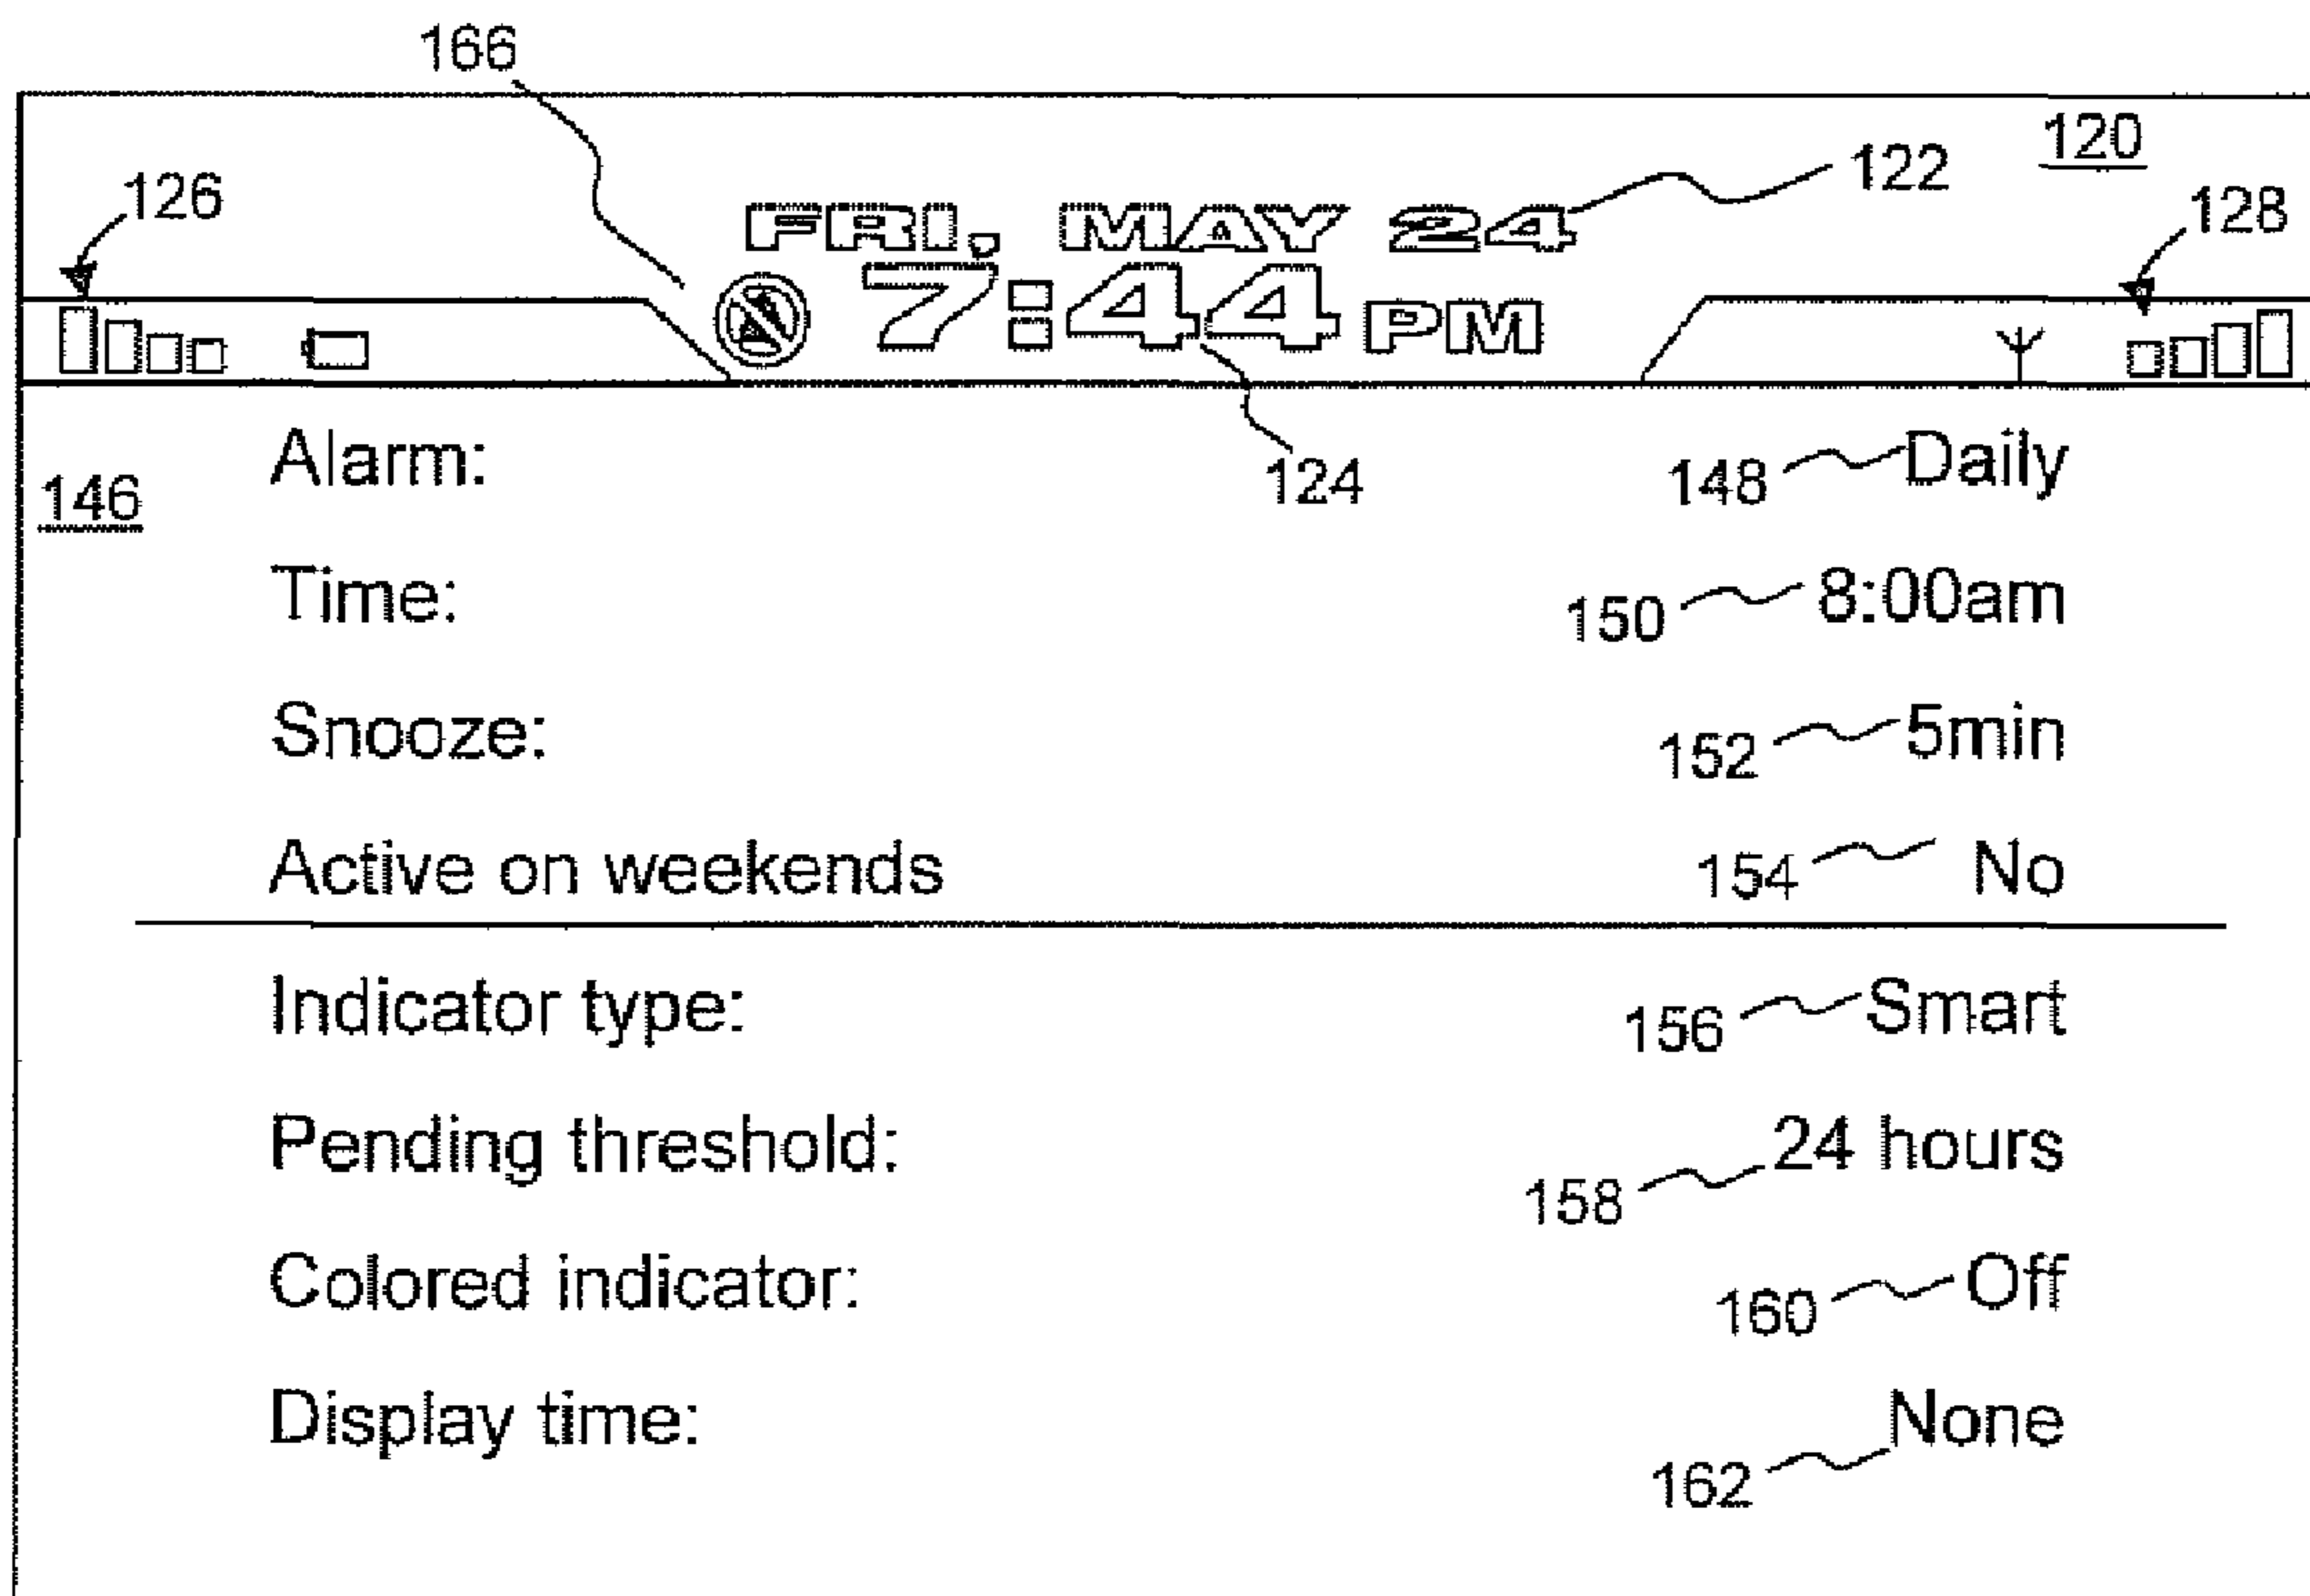 166
120
122
126
128
FRI, MAY 24
7:44 PM
124
146
Alarm: 148 Daily
Time: 150 8:00am
Snooze: 152 5min
Active on weekends 154 No
Indicator type: 156 Smart
Pending threshold: 158 24 hours
Colored indicator: 160 Off
Display time: 162 None